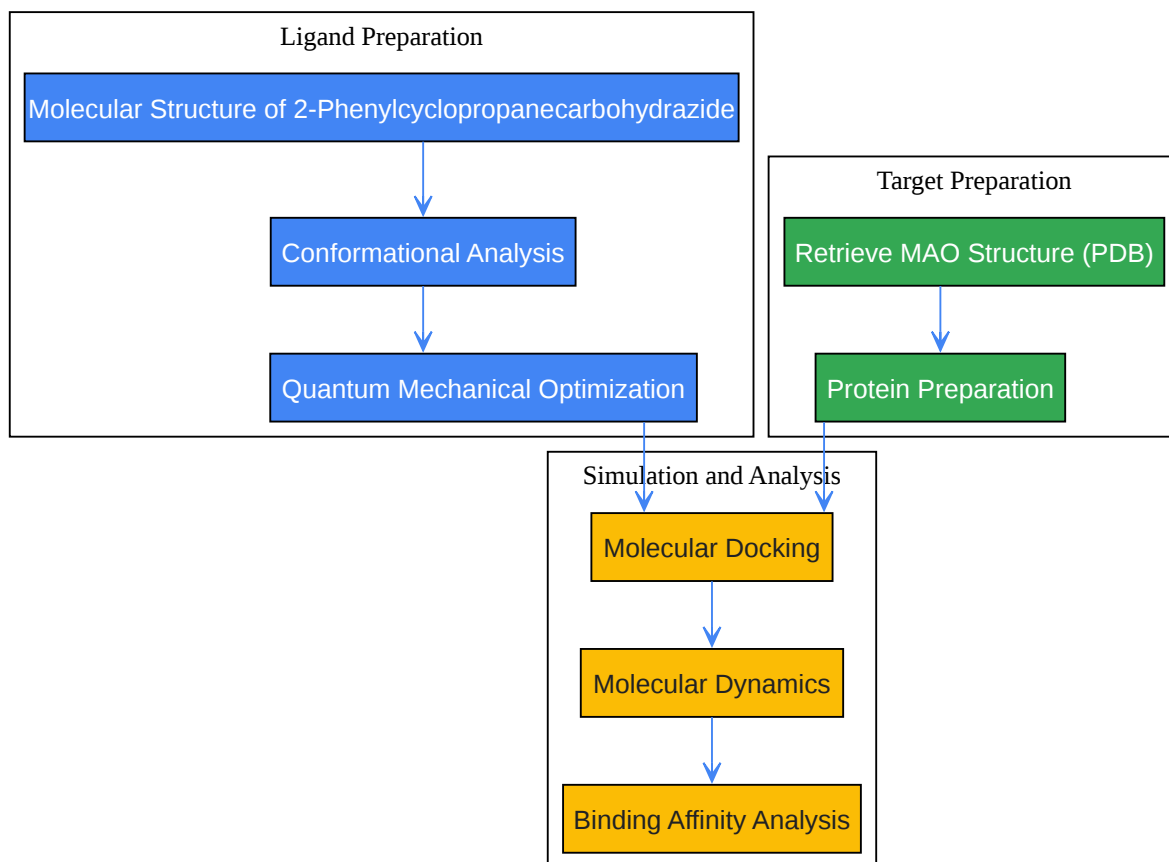 Ligand Preparation
Molecular Structure of 2-Phenylcyclopropanecarbohydrazide
Conformational Analysis
Quantum Mechanical Optimization
Target Preparation
Retrieve MAO Structure (PDB)
Protein Preparation
Simulation and Analysis
Molecular Docking
Molecular Dynamics
Binding Affinity Analysis